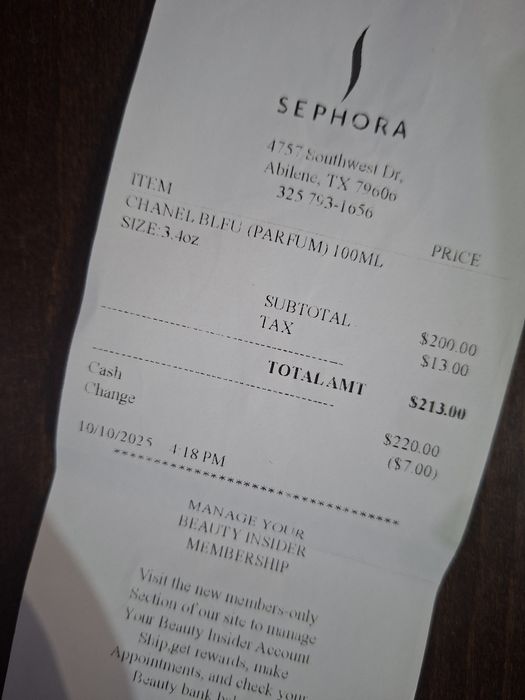 SEPHORA
4757 Southwest Dr,
Abilene, TX 79606
325 793-1656
ITEM PRICE
CHANEL BLEU (PARFUM) 100ML
SIZE:3.4oz
SUBTOTAL $200.00
TAX $13.00
TOTAL AMT $213.00
Cash $220.00
Change ($7.00)
10/10/2025 4:18 PM
MANAGE YOUR
BEAUTY INSIDER
MEMBERSHIP
Visit the new members-only
Section of our site to manage
Your Beauty Insider Account
Ship,get rewards, make
Appointments, and check your
Beauty bank